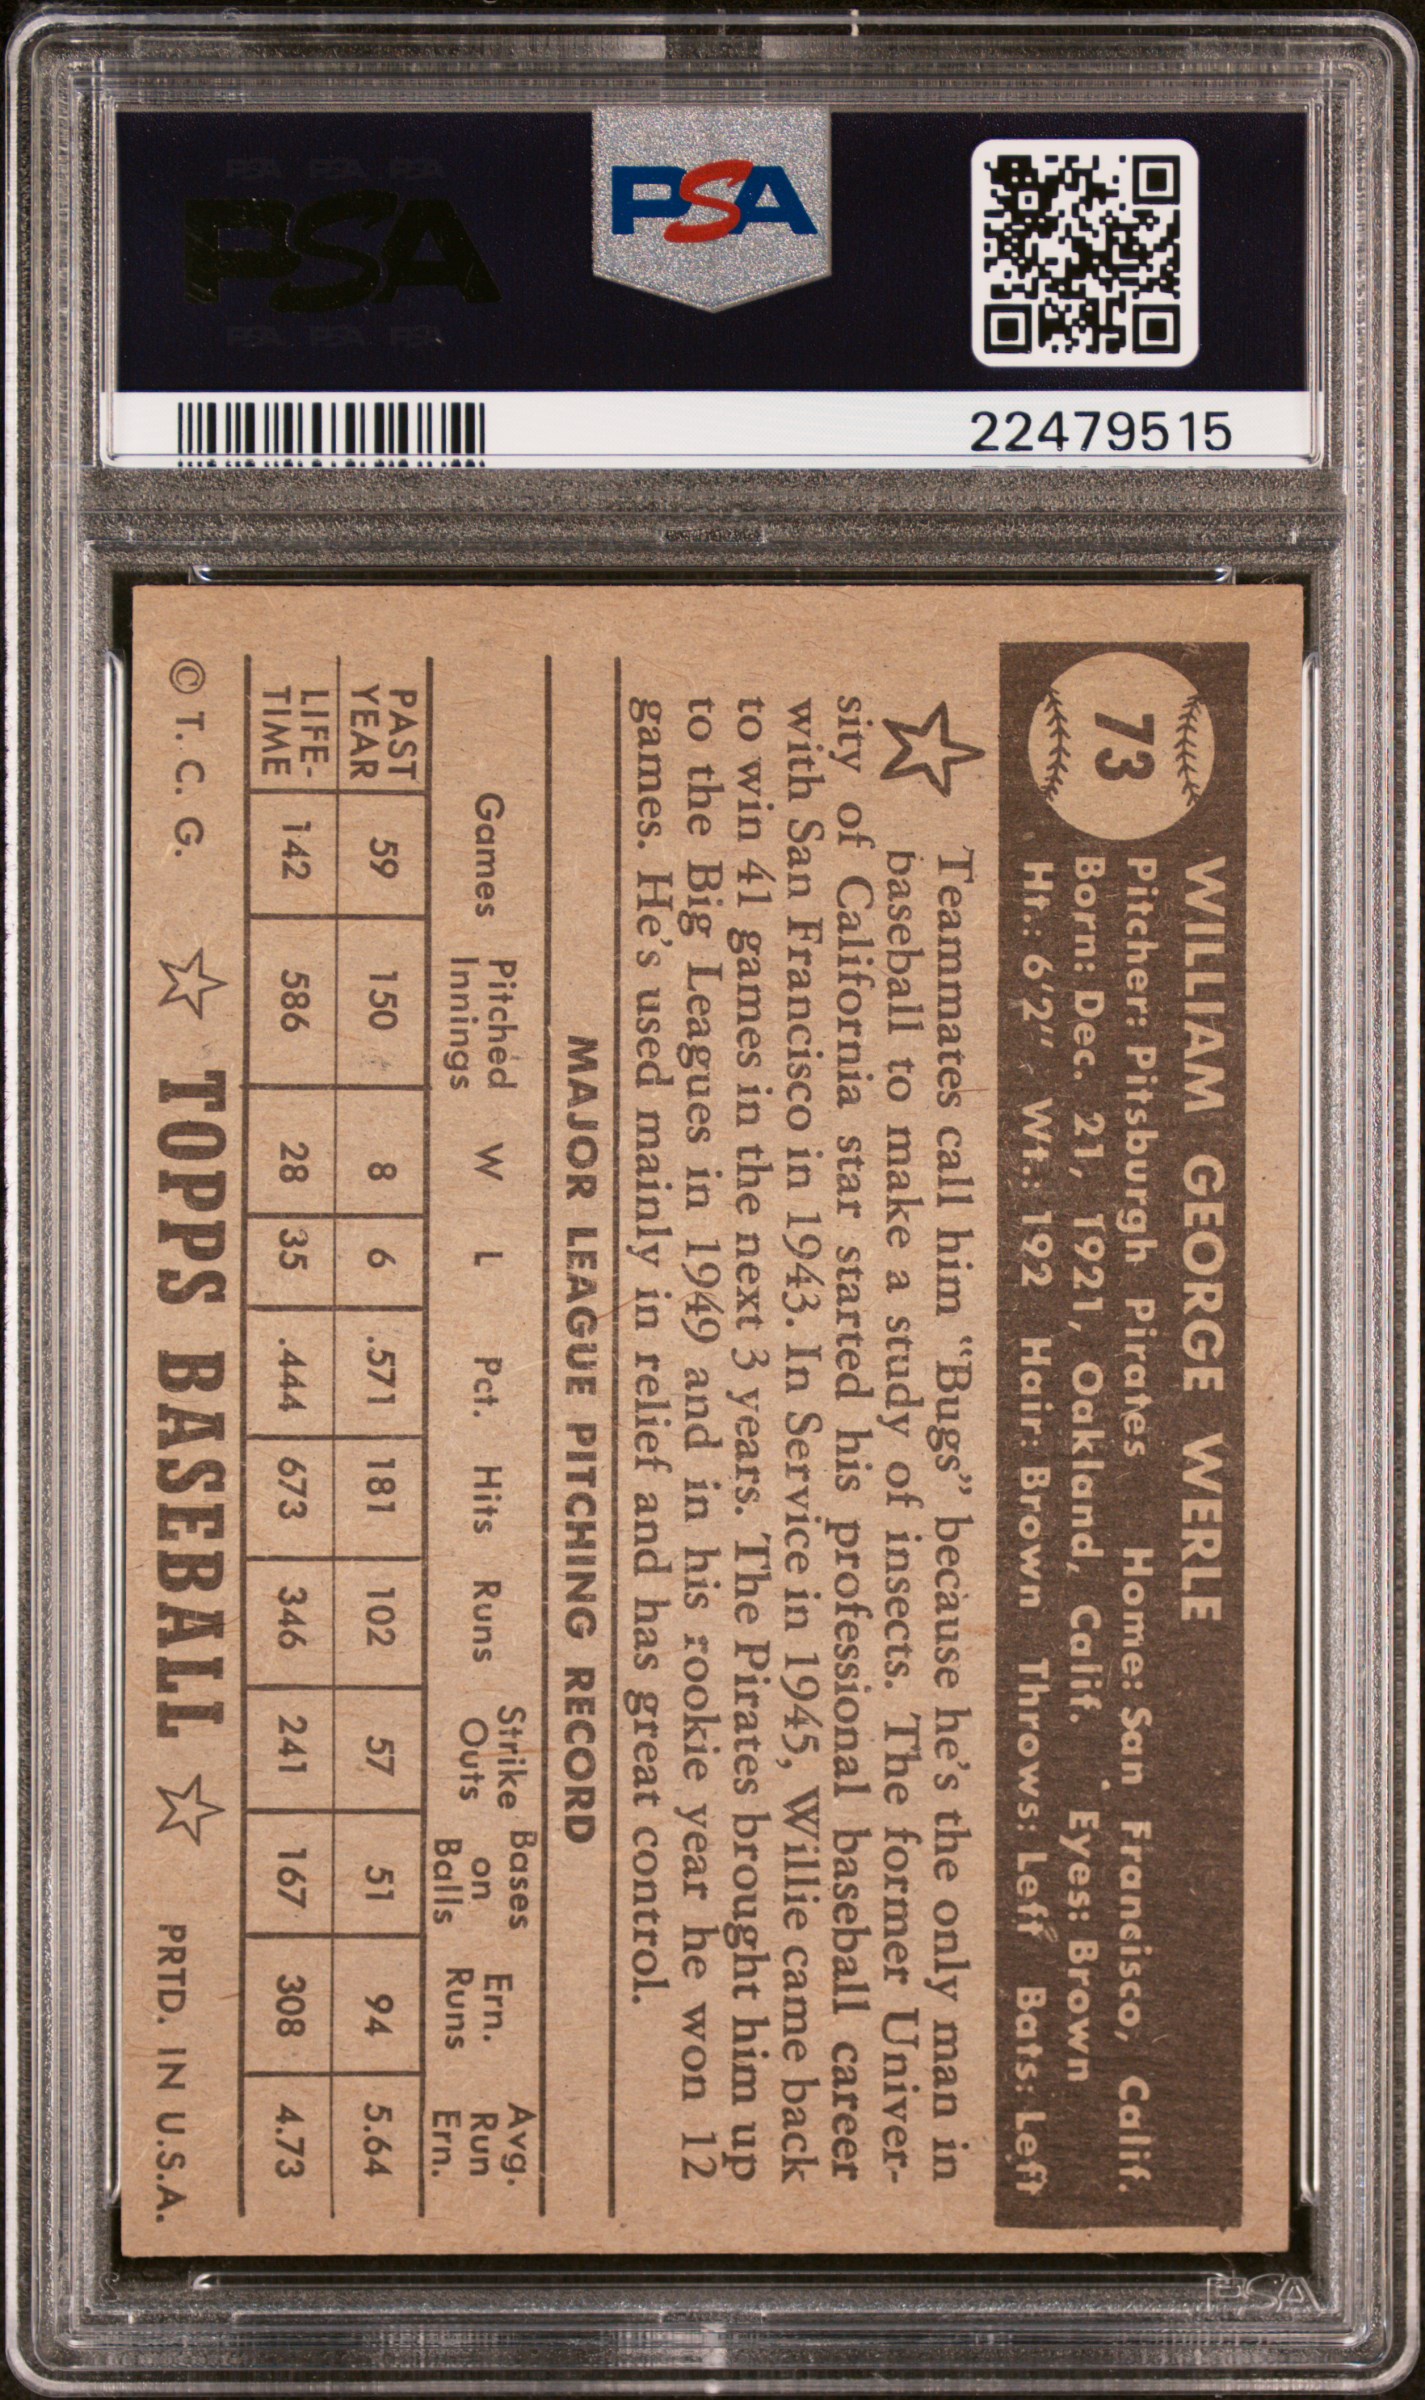 PSA PSA PSA
PSA
PSA PSA PSA
PSA
22479515
73
WILLIAM GEORGE WERLE
Pitcher: Pitsburgh Pirates Home: San Francisco, Calif.
Born: Dec. 21, 1921, Oakland, Calif. Eyes: Brown
Ht.: 6'2" Wt.: 192 Hair: Brown Throws: Left Bats: Left
Teammates call him "Bugs" because he's the only man in
baseball to make a study of insects. The former Univer-
sity of California star started his professional baseball career
with San Francisco in 1943. In Service in 1945, Willie came back
to win 41 games in the next 3 years. The Pirates brought him up
to the Big Leagues in 1949 and in his rookie year he won 12
games. He's used mainly in relief and has great control.
MAJOR LEAGUE PITCHING RECORD
Games Pitched Innings W L Pct. Hits Runs Strike Outs Bases on Balls Ern. Runs Avg. Run Ern.
PAST YEAR 59 150 8 6 .571 181 102 57 51 94 5.64
LIFE- TIME 142 586 28 35 .444 673 346 241 167 308 4.73
© T. C. G. ☆ TOPPS BASEBALL ☆ PRTD. IN U.S.A.
PSA